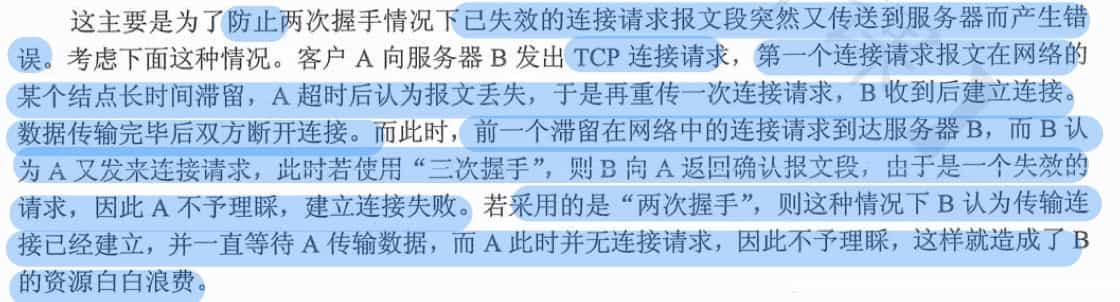 这主要是为了防止两次握手情况下已失效的连接请求报文段突然又传送到服务器而产生错
误。考虑下面这种情况。客户 A 向服务器 B 发出 TCP 连接请求，第一个连接请求报文在网络的
某个结点长时间滞留，A 超时后认为报文丢失，于是再重传一次连接请求，B 收到后建立连接。
数据传输完毕后双方断开连接。而此时，前一个滞留在网络中的连接请求到达服务器 B，而 B 认
为 A 又发来连接请求，此时若使用“三次握手”，则 B 向 A 返回确认报文段，由于是一个失效的
请求，因此 A 不予理睬，建立连接失败。若采用的是“两次握手”，则这种情况下 B 认为传输连
接已经建立，并一直等待 A 传输数据，而 A 此时并无连接请求，因此不予理睬，这样就造成了 B
的资源白白浪费。